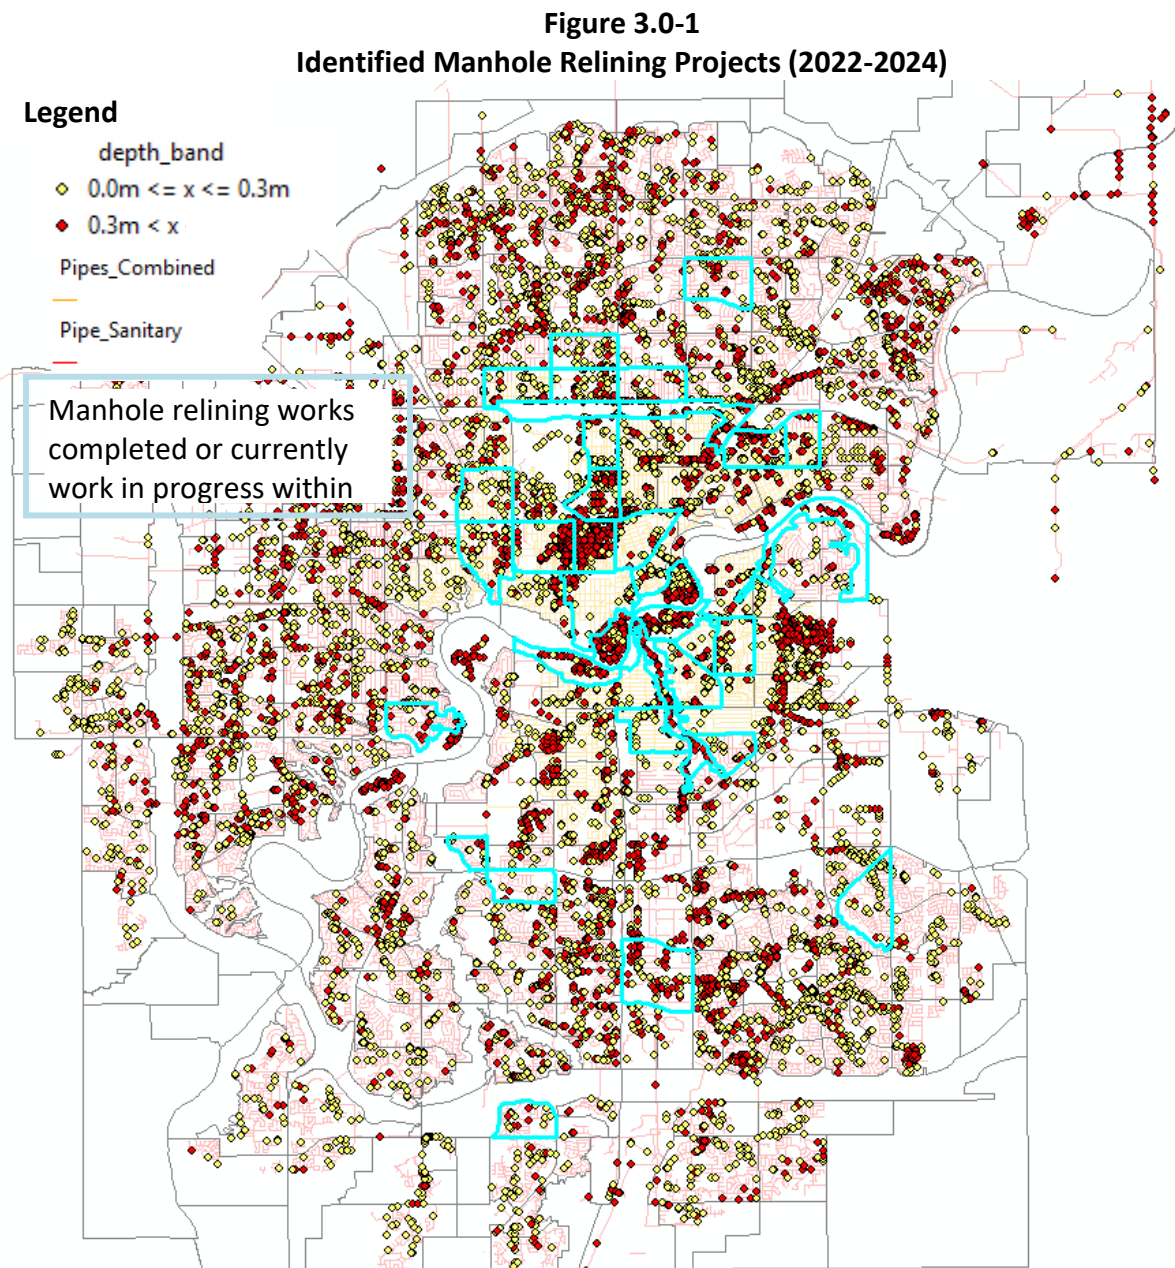 Figure 3.0-1
Identified Manhole Relining Projects (2022-2024)
Legend
depth_band
0.0m <= x <= 0.3m
0.3m < x
Pipes_Combined
Pipe_Sanitary
Manhole relining works
completed or currently
work in progress within